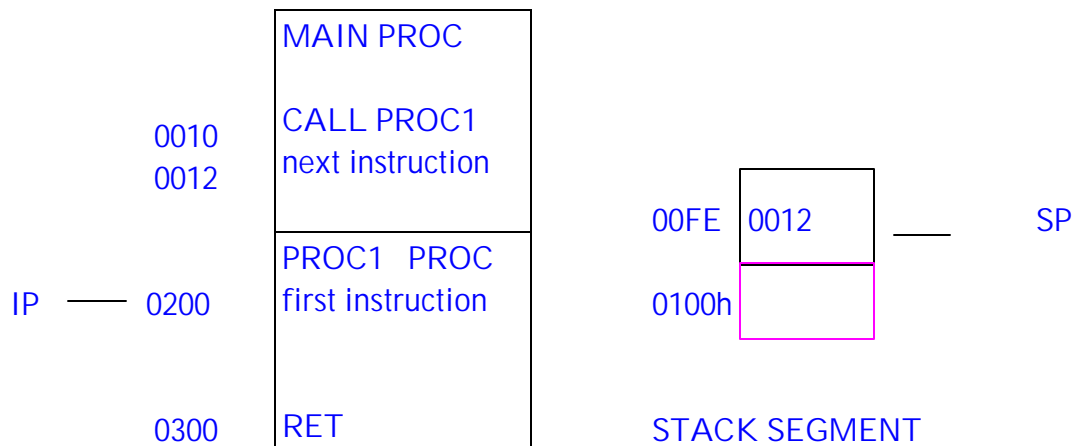 MAIN PROC
0010 CALL PROC1
0012 next instruction
00FE 0012 SP
PROC1 PROC
IP 0200 first instruction
0100h
0300 RET
STACK SEGMENT